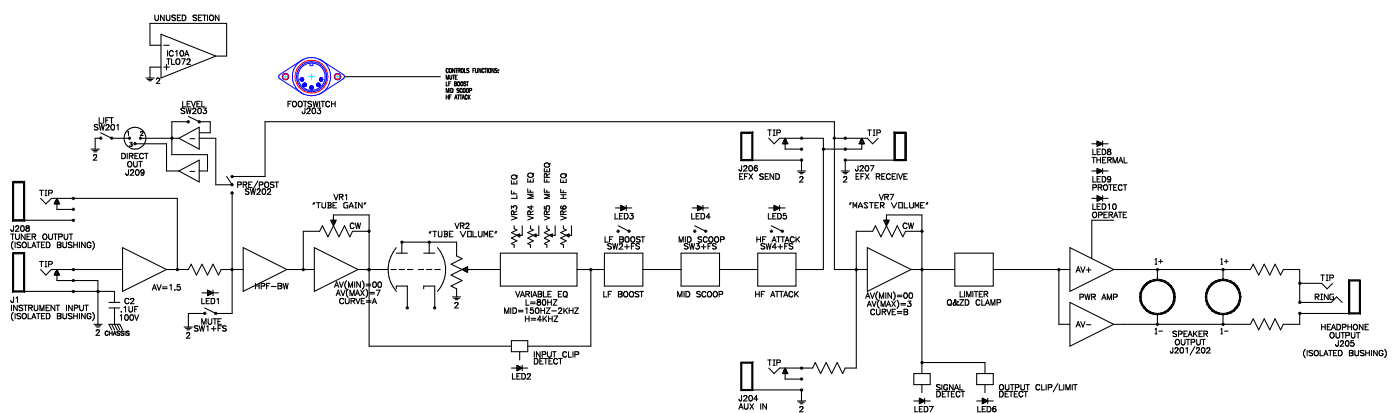 UNUSED SETION
IC10A
TL072
2
CONTROLS FUNCTIONS:
MUTE
LF BOOST
MID SCOOP
HF ATTACK
FOOTSWITCH
J203
LEVEL
SW203
LIFT
SW201
1
2
3
2
DIRECT
OUT
J209
PRE/POST
SW202
TIP
J208
TUNER OUTPUT
(ISOLATED BUSHING)
TIP
J1
INSTRUMENT INPUT
(ISOLATED BUSHING)
2
C2
.1UF
100V
CHASSIS
AV=1.5
LED1
2
MUTE
SW1+FS
HPF-BW
VR1
"TUBE GAIN"
CW
AV(MIN)=00
AV(MAX)=7
CURVE=A
VR2
"TUBE VOLUME"
2
VR3 LF EQ
VR4 MF EQ
VR5 MF FREQ
VR6 HF EQ
VARIABLE EQ
L=80HZ
MID=150HZ-2KHZ
H=4KHZ
INPUT CLIP
DETECT
LED2
LED3
LF BOOST
SW2+FS
LF BOOST
LED4
MID SCOOP
SW3+FS
MID SCOOP
LED5
HF ATTACK
SW4+FS
HF ATTACK
TIP
J206
EFX SEND
2
TIP
J207
EFX RECEIVE
2
VR7
"MASTER VOLUME"
CW
AV(MIN)=00
AV(MAX)=3
CURVE=B
TIP
J204
AUX IN
2
SIGNAL
DETECT
LED7
OUTPUT CLIP/LIMIT
DETECT
LED6
LIMITER
Q&ZD CLAMP
LED8
THERMAL
LED9
PROTECT
LED10
OPERATE
AV+
PWR AMP
AV-
1+
1+
1-
1-
SPEAKER
OUTPUT
J201/202
TIP
RING
HEADPHONE
OUTPUT
J205
(ISOLATED BUSHING)